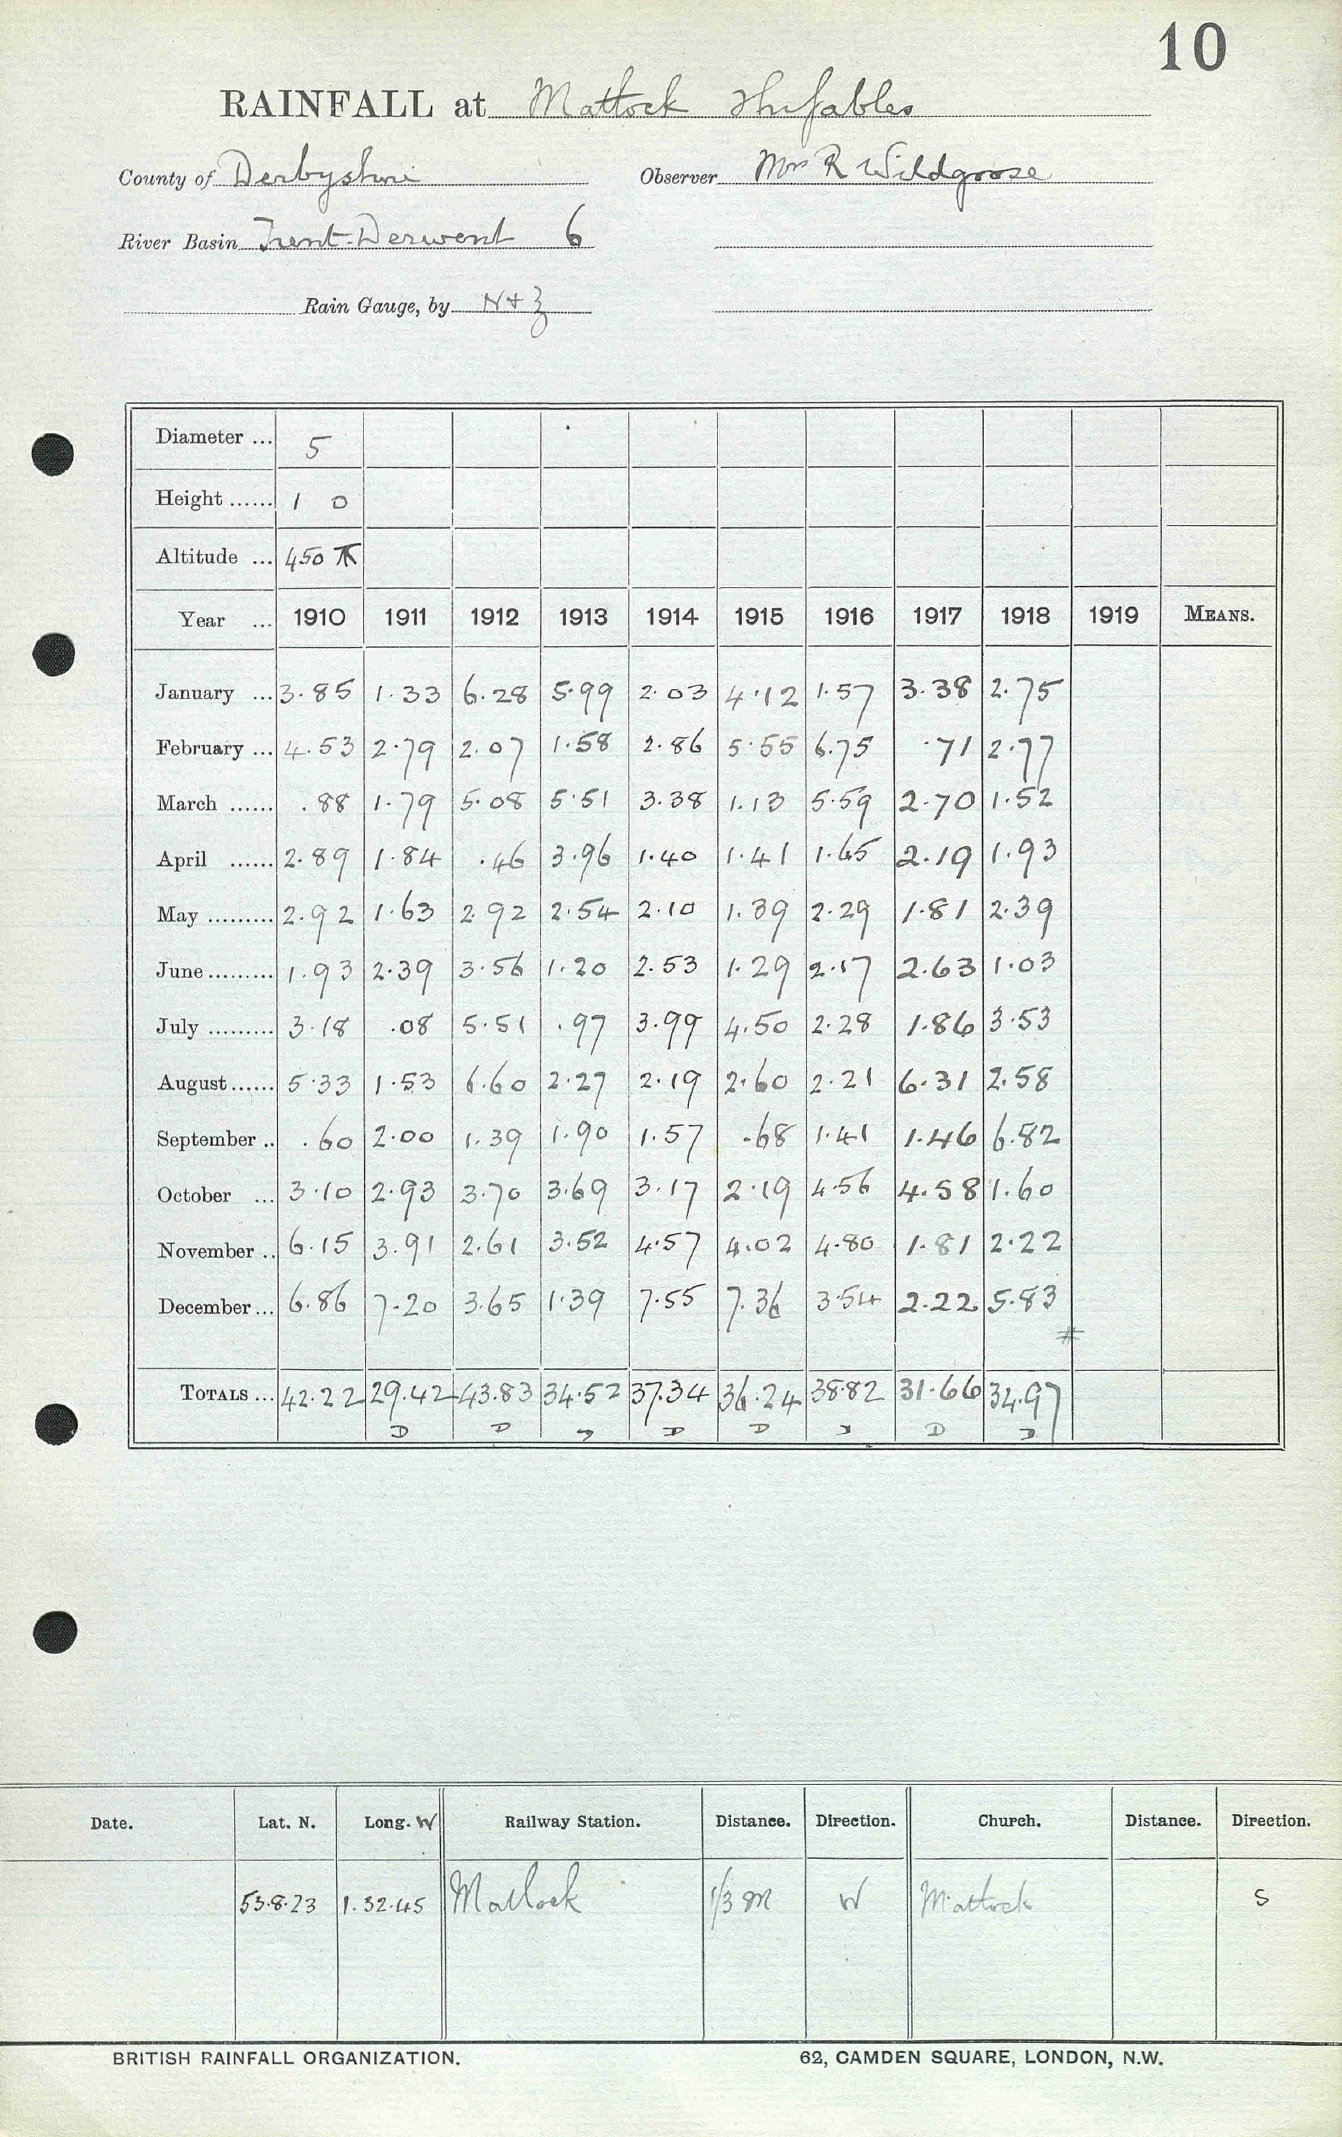 10
RAINFALL at Matlock
County of Derbyshire Observer Mrs R Wildgoose
River Basin Trent-Derwent 6
Rain Gauge, by N + Z
Diameter ... 5
Height ...... 1 0
Altitude ... 450
Year ... 1910 1911 1912 1913 1914 1915 1916 1917 1918 1919 MEANS.
January ... 3.85 1.33 6.28 5.99 2.03 4.12 1.57 3.38 2.75
February ... 4.53 2.79 2.07 1.58 2.86 5.55 6.75 .71 2.77
March ...... .88 1.79 5.08 5.51 3.38 1.13 5.59 2.70 1.52
April ...... 2.89 1.84 .46 3.96 1.40 1.41 1.65 2.19 1.93
May ......... 2.92 1.63 2.92 2.54 2.10 1.39 2.29 1.81 2.39
June ......... 1.93 2.39 3.56 1.20 2.53 1.29 2.17 2.63 1.03
July ......... 3.18 .08 5.51 .97 3.99 4.50 2.28 1.86 3.53
August ...... 5.33 1.53 6.60 2.27 2.19 2.60 2.21 6.31 2.58
September .. .60 2.00 1.39 1.90 1.57 .68 1.41 1.46 6.82
October ... 3.10 2.93 3.70 3.69 3.17 2.19 4.56 4.58 1.60
November .. 6.15 3.91 2.61 3.52 4.57 4.02 4.80 1.81 2.22
December ... 6.86 7.20 3.65 1.39 7.55 7.36 3.54 2.22 5.83
#
TOTALS ... 42.22 29.42 43.83 34.52 37.34 36.24 38.82 31.66 34.97
D D D D D D D D
Date. Lat. N. Long. W Railway Station. Distance. Direction. Church. Distance. Direction.
53.8.23 1.32.45 Matlock 1/3 m W Matlock S
BRITISH RAINFALL ORGANIZATION. 62, CAMDEN SQUARE, LONDON, N.W.